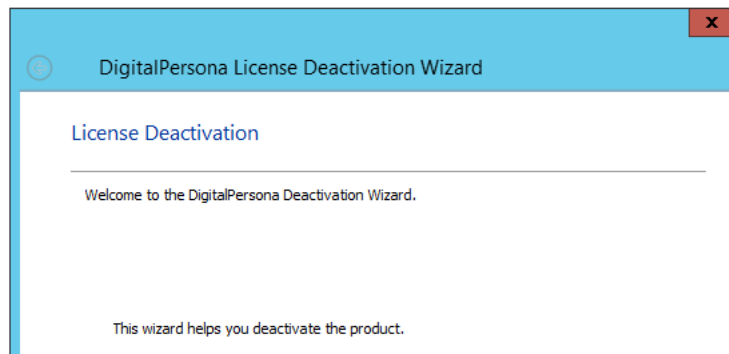 x
DigitalPersona License Deactivation Wizard
License Deactivation
Welcome to the DigitalPersona Deactivation Wizard.
This wizard helps you deactivate the product.